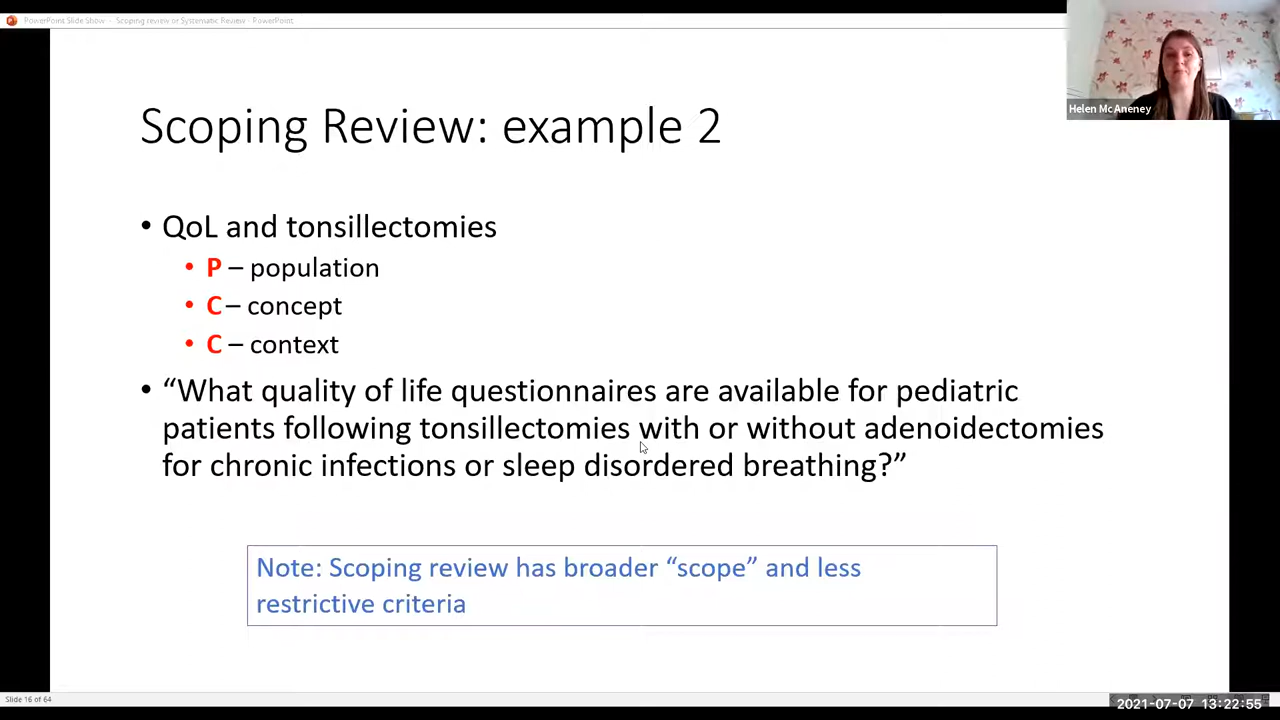 PowerPoint Slide Show - Scoping review or Systematic Review - PowerPoint
Helen McAneney
Scoping Review: example 2
• QoL and tonsillectomies
• P – population
• C – concept
• C – context
• “What quality of life questionnaires are available for pediatric
patients following tonsillectomies with or without adenoidectomies
for chronic infections or sleep disordered breathing?”
Note: Scoping review has broader “scope” and less
restrictive criteria
Slide 16 of 64
2021-07-07 13:22:55